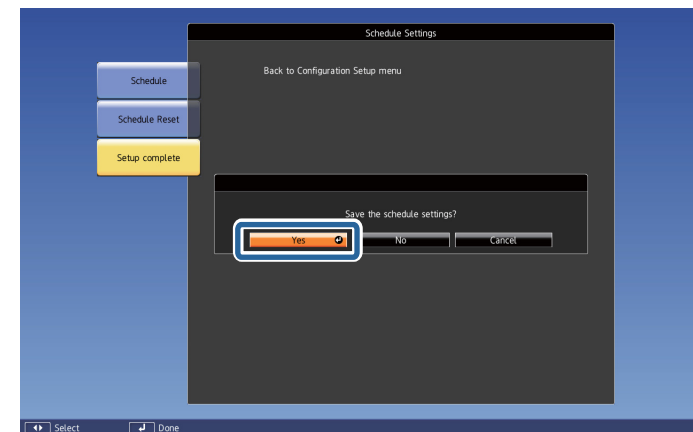 Schedule Settings
Back to Configuration Setup menu
Schedule
Schedule Reset
Setup complete
Save the schedule settings?
Yes No Cancel
Select Done